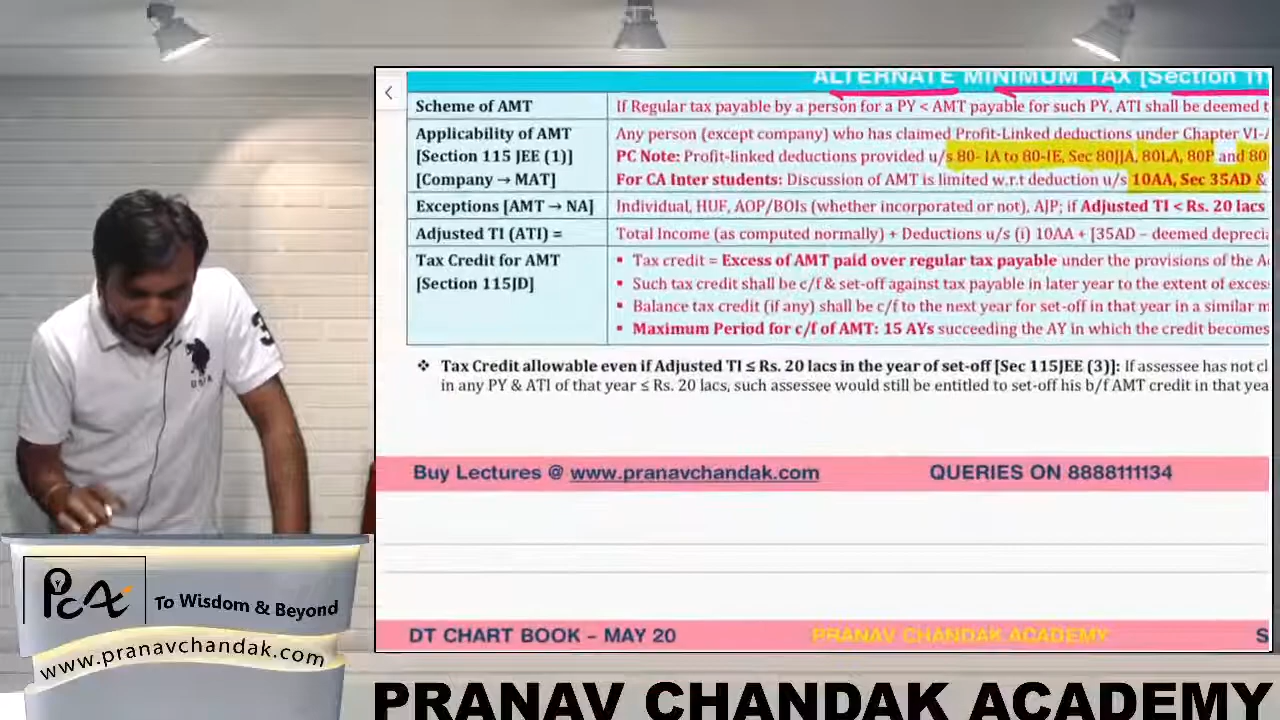 ALTERNATE MINIMUM TAX [Section 11
Scheme of AMT
If Regular tax payable by a person for a PY < AMT payable for such PY, ATI shall be deemed t
Applicability of AMT
[Section 115 JEE (1)]
[Company → MAT]
Any person (except company) who has claimed Profit-Linked deductions under Chapter VI-A
PC Note: Profit-linked deductions provided u/s 80- IA to 80-IE, Sec 80JJA, 80LA, 80P and 80
For CA Inter students: Discussion of AMT is limited w.r.t deduction u/s 10AA, Sec 35AD &
Exceptions [AMT → NA]
Individual, HUF, AOP/BOIs (whether incorporated or not), AJP; if Adjusted TI < Rs. 20 lacs
Adjusted TI (ATI) =
Total Income (as computed normally) + Deductions u/s (i) 10AA + [35AD – deemed deprecia
Tax Credit for AMT
[Section 115JD]
▪ Tax credit = Excess of AMT paid over regular tax payable under the provisions of the A
▪ Such tax credit shall be c/f & set-off against tax payable in later year to the extent of exces
▪ Balance tax credit (if any) shall be c/f to the next year for set-off in that year in a similar m
▪ Maximum Period for c/f of AMT: 15 AYs succeeding the AY in which the credit becomes
❖ Tax Credit allowable even if Adjusted TI ≤ Rs. 20 lacs in the year of set-off [Sec 115JEE (3)]: If assessee has not cl
in any PY & ATI of that year ≤ Rs. 20 lacs, such assessee would still be entitled to set-off his b/f AMT credit in that yea
Buy Lectures @ www.pranavchandak.com QUERIES ON 8888111134
DT CHART BOOK – MAY 20 PRANAV CHANDAK ACADEMY S
3
PCA To Wisdom & Beyond
www.pranavchandak.com
PRANAV CHANDAK ACADEMY